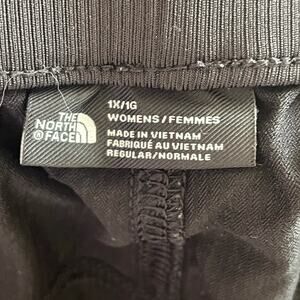 THE
NORTH
® FACE
1X/1G
WOMENS/FEMMES
MADE IN VIETNAM
FABRIQUÉ AU VIETNAM
REGULAR/NORMALE